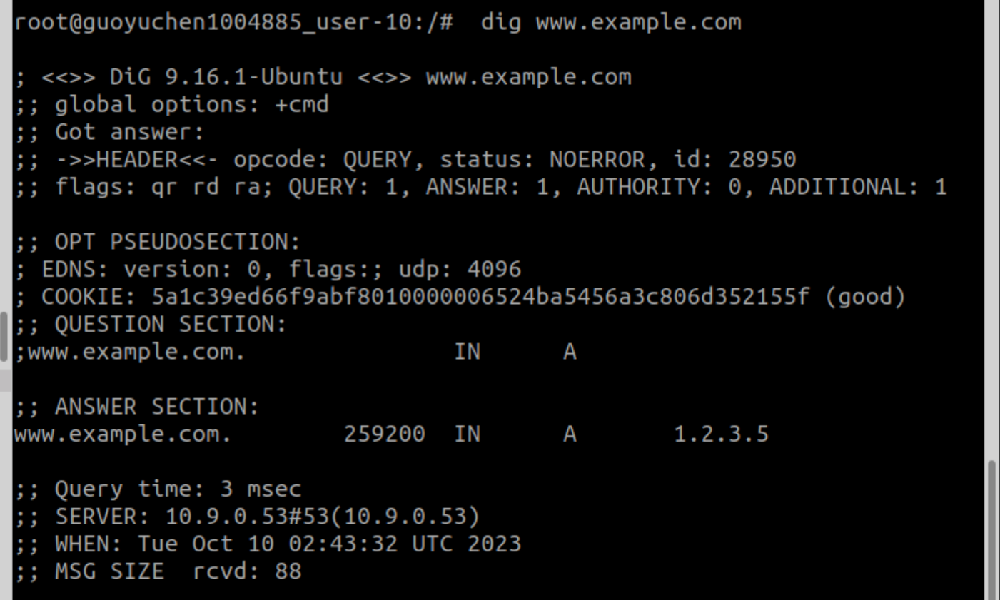 root@guoyuchen1004885_user-10:/#  dig www.example.com
; <<>> DiG 9.16.1-Ubuntu <<>> www.example.com
;; global options: +cmd
;; Got answer:
;; ->>HEADER<<- opcode: QUERY, status: NOERROR, id: 28950
;; flags: qr rd ra; QUERY: 1, ANSWER: 1, AUTHORITY: 0, ADDITIONAL: 1
;; OPT PSEUDOSECTION:
; EDNS: version: 0, flags:; udp: 4096
; COOKIE: 5a1c39ed66f9abf8010000006524ba5456a3c806d352155f (good)
;; QUESTION SECTION:
;www.example.com.		IN	A
;; ANSWER SECTION:
www.example.com.	259200	IN	A	1.2.3.5
;; Query time: 3 msec
;; SERVER: 10.9.0.53#53(10.9.0.53)
;; WHEN: Tue Oct 10 02:43:32 UTC 2023
;; MSG SIZE  rcvd: 88